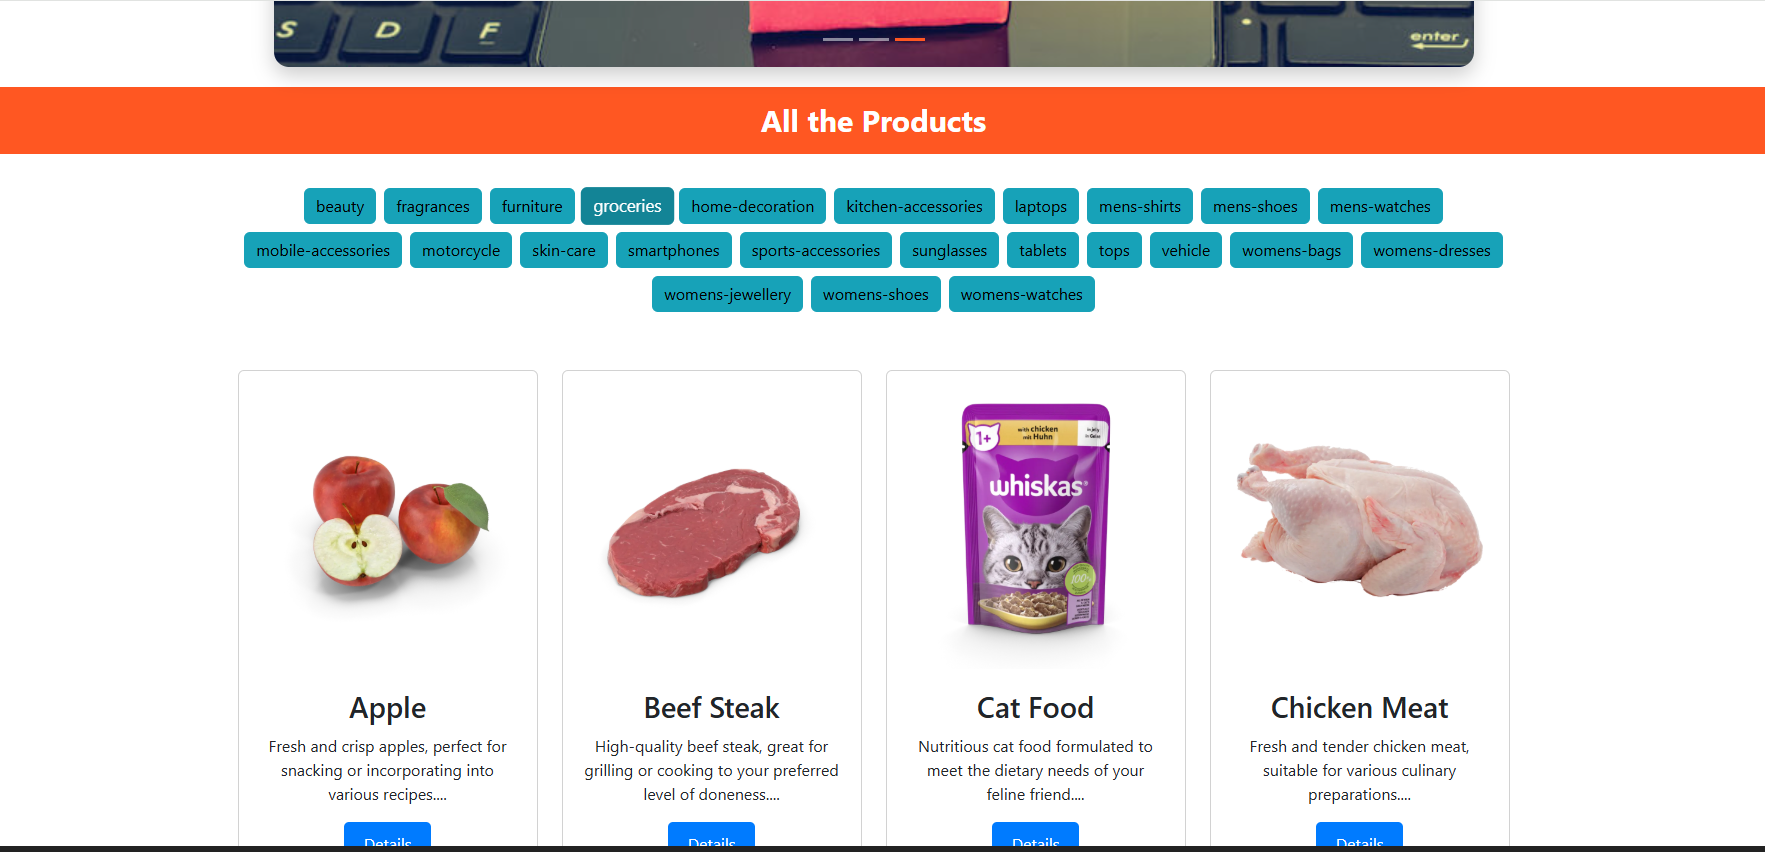 S D F enter
All the Products
beauty fragrances furniture groceries home-decoration kitchen-accessories laptops mens-shirts mens-shoes mens-watches
mobile-accessories motorcycle skin-care smartphones sports-accessories sunglasses tablets tops vehicle womens-bags womens-dresses
womens-jewellery womens-shoes womens-watches
1+
with chicken
mit Huhn
in jelly
in Gelee
whiskas®
100%
Apple
Fresh and crisp apples, perfect for
snacking or incorporating into
various recipes....
Details
Beef Steak
High-quality beef steak, great for
grilling or cooking to your preferred
level of doneness....
Details
Cat Food
Nutritious cat food formulated to
meet the dietary needs of your
feline friend....
Details
Chicken Meat
Fresh and tender chicken meat,
suitable for various culinary
preparations....
Details